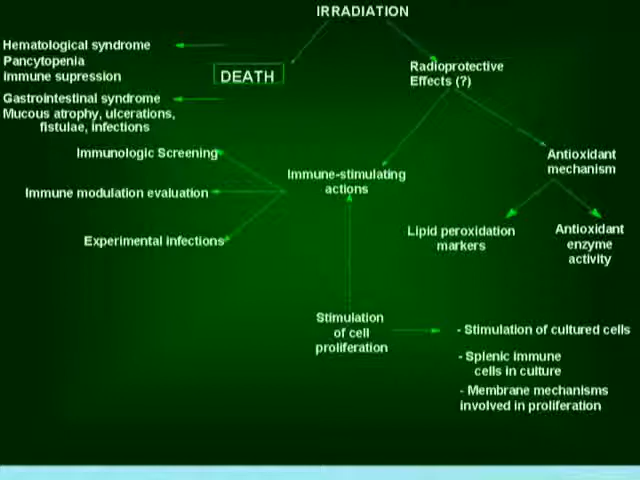 IRRADIATION
Hematological syndrome
Pancytopenia
Immune supression
DEATH
Radioprotective
Effects (?)
Gastrointestinal syndrome
Mucous atrophy, ulcerations,
fistulae, infections
Immunologic Screening
Immune-stimulating
actions
Antioxidant
mechanism
Immune modulation evaluation
Experimental infections
Lipid peroxidation
markers
Antioxidant
enzyme
activity
Stimulation
of cell
proliferation
- Stimulation of cultured cells
- Splenic immune
cells in culture
- Membrane mechanisms
involved in proliferation